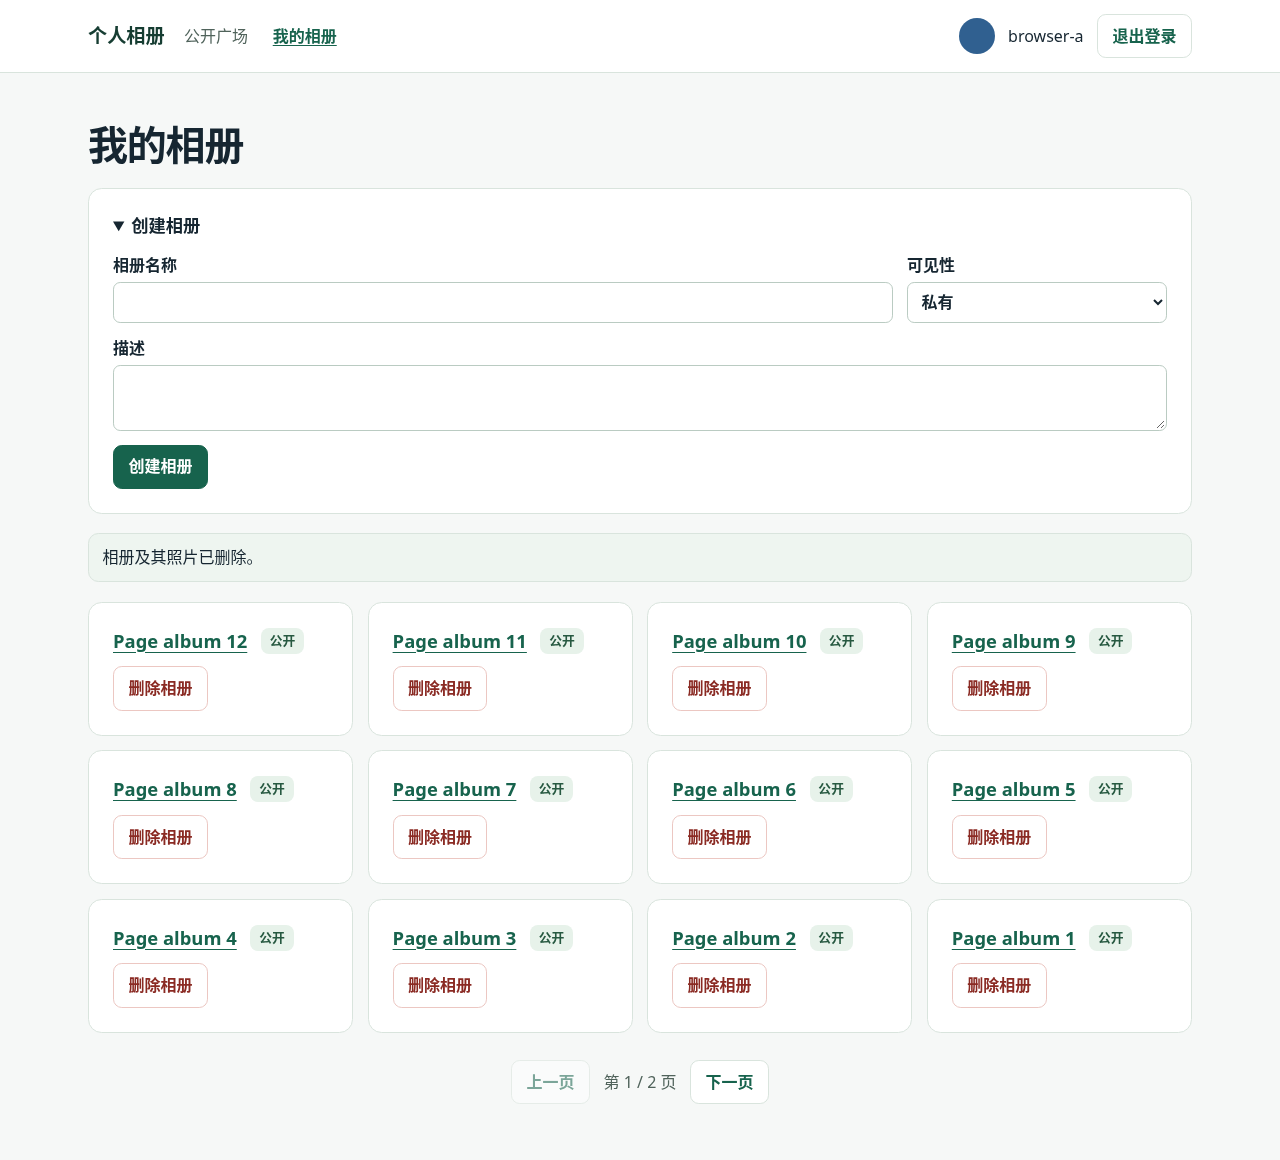 个人相册 公开广场 我的相册 browser-a 退出登录
我的相册
▼ 创建相册
相册名称 可见性
私有
描述
创建相册
相册及其照片已删除。
Page album 12 公开 Page album 11 公开 Page album 10 公开 Page album 9 公开
删除相册 删除相册 删除相册 删除相册
Page album 8 公开 Page album 7 公开 Page album 6 公开 Page album 5 公开
删除相册 删除相册 删除相册 删除相册
Page album 4 公开 Page album 3 公开 Page album 2 公开 Page album 1 公开
删除相册 删除相册 删除相册 删除相册
上一页 第 1 / 2 页 下一页